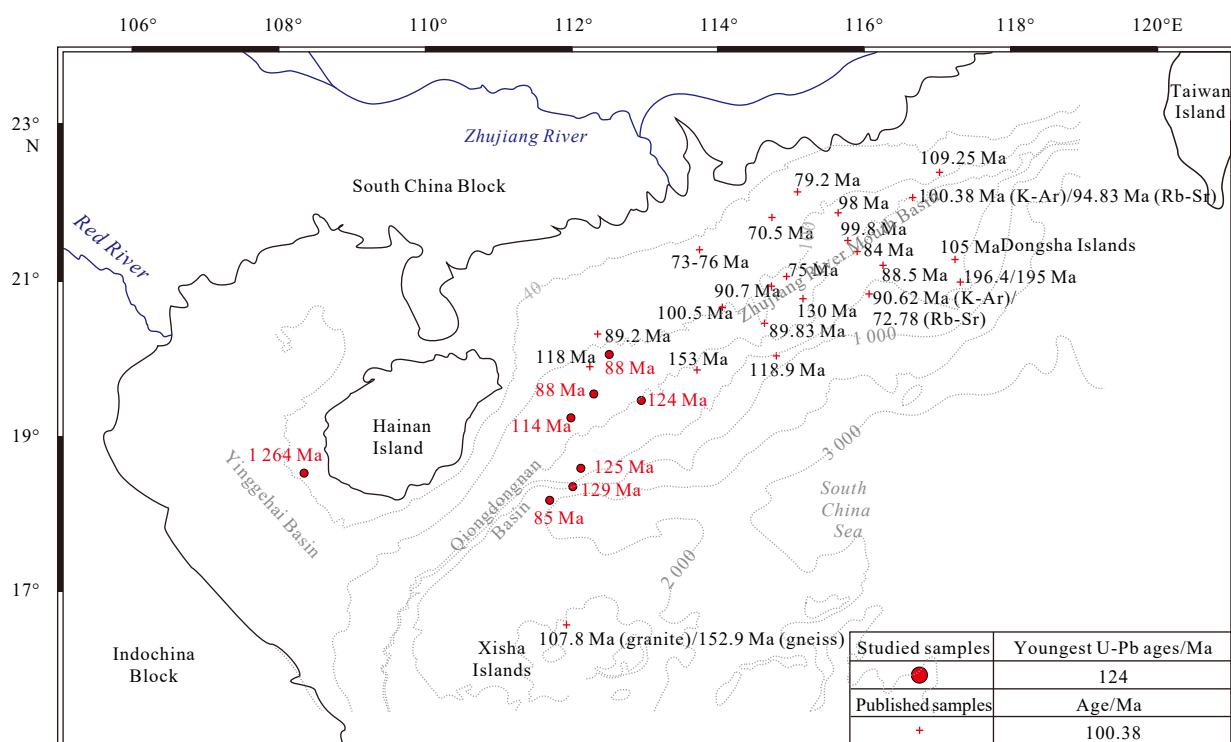 106° 108° 110° 112° 114° 116° 118° 120°E
23°
N
21°
19°
17°
Taiwan
Island
Zhujiang River
South China Block
Red River
109.25 Ma
79.2 Ma
100.38 Ma (K-Ar)/94.83 Ma (Rb-Sr)
98 Ma
70.5 Ma
99.8 Ma
100
Zhujiang River Mouth Basin
84 Ma
105 Ma
Dongsha Islands
73-76 Ma
75 Ma
88.5 Ma
196.4/195 Ma
40
90.7 Ma
90.62 Ma (K-Ar)/
72.78 (Rb-Sr)
100.5 Ma
130 Ma
89.83 Ma
1 000
89.2 Ma
118 Ma
88 Ma
153 Ma
118.9 Ma
88 Ma
124 Ma
114 Ma
Hainan
Island
3 000
1 264 Ma
Yinggehai Basin
Qiongdongnan
Basin
125 Ma
129 Ma
85 Ma
South
China
Sea
2 000
107.8 Ma (granite)/152.9 Ma (gneiss)
Xisha
Islands
Indochina
Block
Studied samples Youngest U-Pb ages/Ma
124
Published samples Age/Ma
100.38